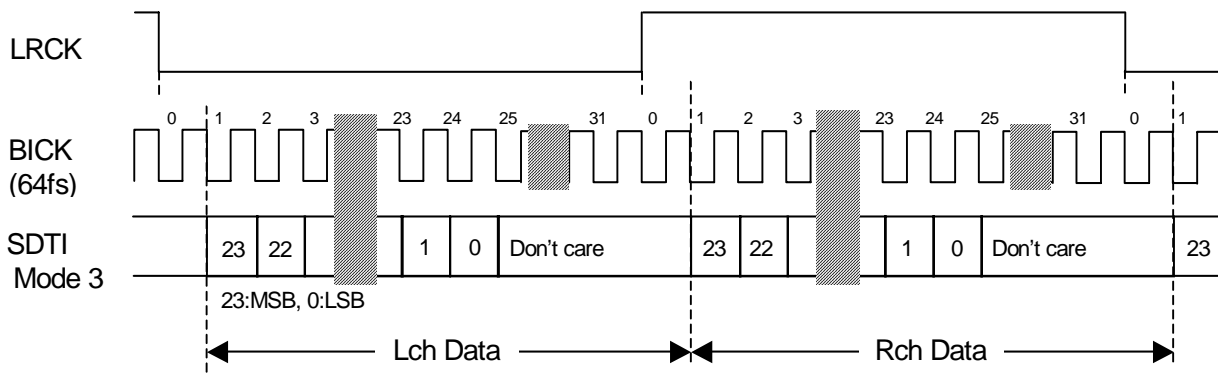 LRCK
0 1 2 3 23 24 25 31 0 1 2 3 23 24 25 31 0 1
BICK
(64fs)
SDTI
Mode 3
23 22 1 0 Don't care 23 22 1 0 Don't care 23
23:MSB, 0:LSB
Lch Data Rch Data